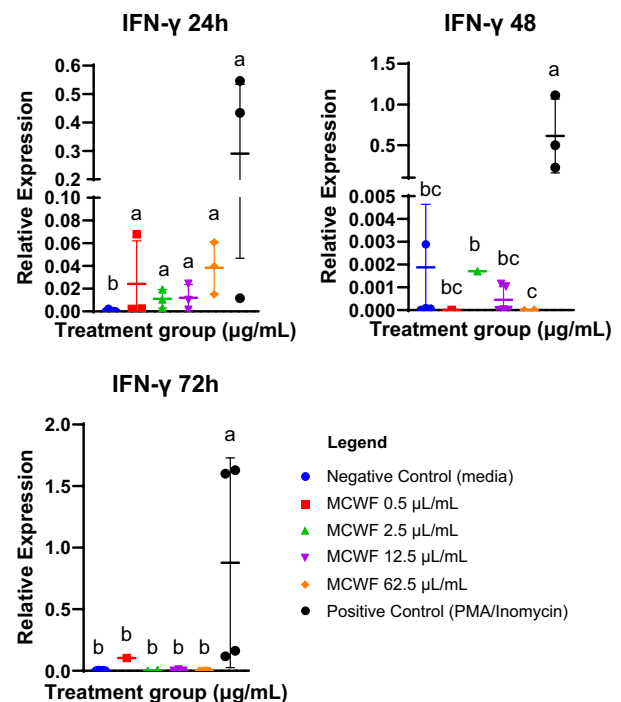 IFN-γ 24h
Relative Expression
0.6
0.5
0.4
0.3
0.2
0.10
0.08
0.06
0.04
0.02
0.00
b
a
a
a
a
a
Treatment group (µg/mL)
IFN-γ 48
Relative Expression
1.5
1.0
0.5
0.005
0.004
0.003
0.002
0.001
0.000
bc
bc
b
bc
c
a
Treatment group (µg/mL)
IFN-γ 72h
Relative Expression
2.0
1.5
1.0
0.5
0.0
b
b
b
b
b
a
Treatment group (µg/mL)
Legend
Negative Control (media)
MCWF 0.5 µL/mL
MCWF 2.5 µL/mL
MCWF 12.5 µL/mL
MCWF 62.5 µL/mL
Positive Control (PMA/Inomycin)